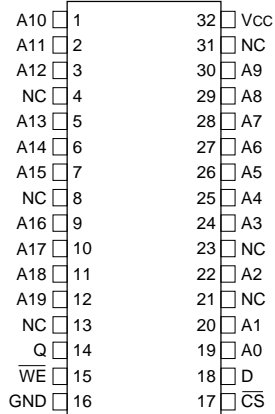 A10 1 32 VCC
A11 2 31 NC
A12 3 30 A9
NC 4 29 A8
A13 5 28 A7
A14 6 27 A6
A15 7 26 A5
NC 8 25 A4
A16 9 24 A3
A17 10 23 NC
A18 11 22 A2
A19 12 21 NC
NC 13 20 A1
Q 14 19 A0
W̅E̅ 15 18 D
GND 16 17 C̅S̅